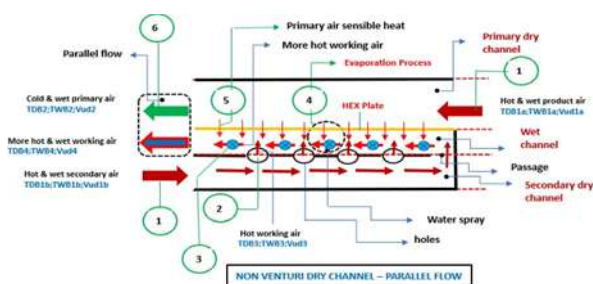 6
Primary air sensible heat
More hot working air
Primary dry
channel
Parallel flow
Evaporation Process
1
Cold & wet primary air
TDB2;TWB2;Vud2
5
4
HEX Plate
Hot & wet product air
TDB1a;TWB1a;Vud1a
More hot & wet working air
TDB4;TWB4;Vud4
Wet
channel
Hot & wet secondary air
TDB1b;TWB1b;Vud1b
Passage
Secondary dry
channel
1
2
Water spray
Hot working air
TDB3;TWB3;Vud3
holes
3
NON VENTURI DRY CHANNEL – PARALLEL FLOW